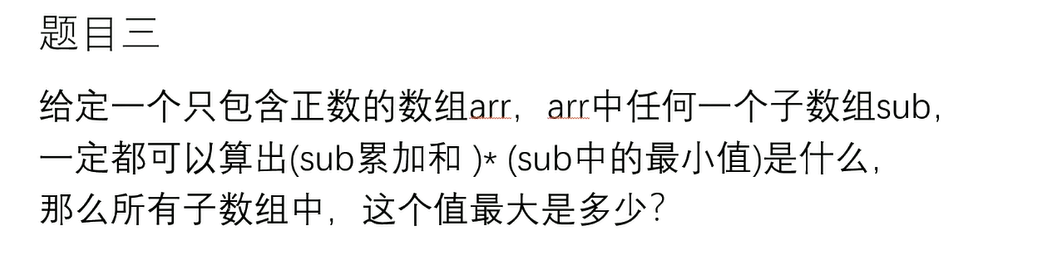 题目三
给定一个只包含正数的数组arr，arr中任何一个子数组sub，
一定都可以算出(sub累加和 )* (sub中的最小值)是什么，
那么所有子数组中，这个值最大是多少？